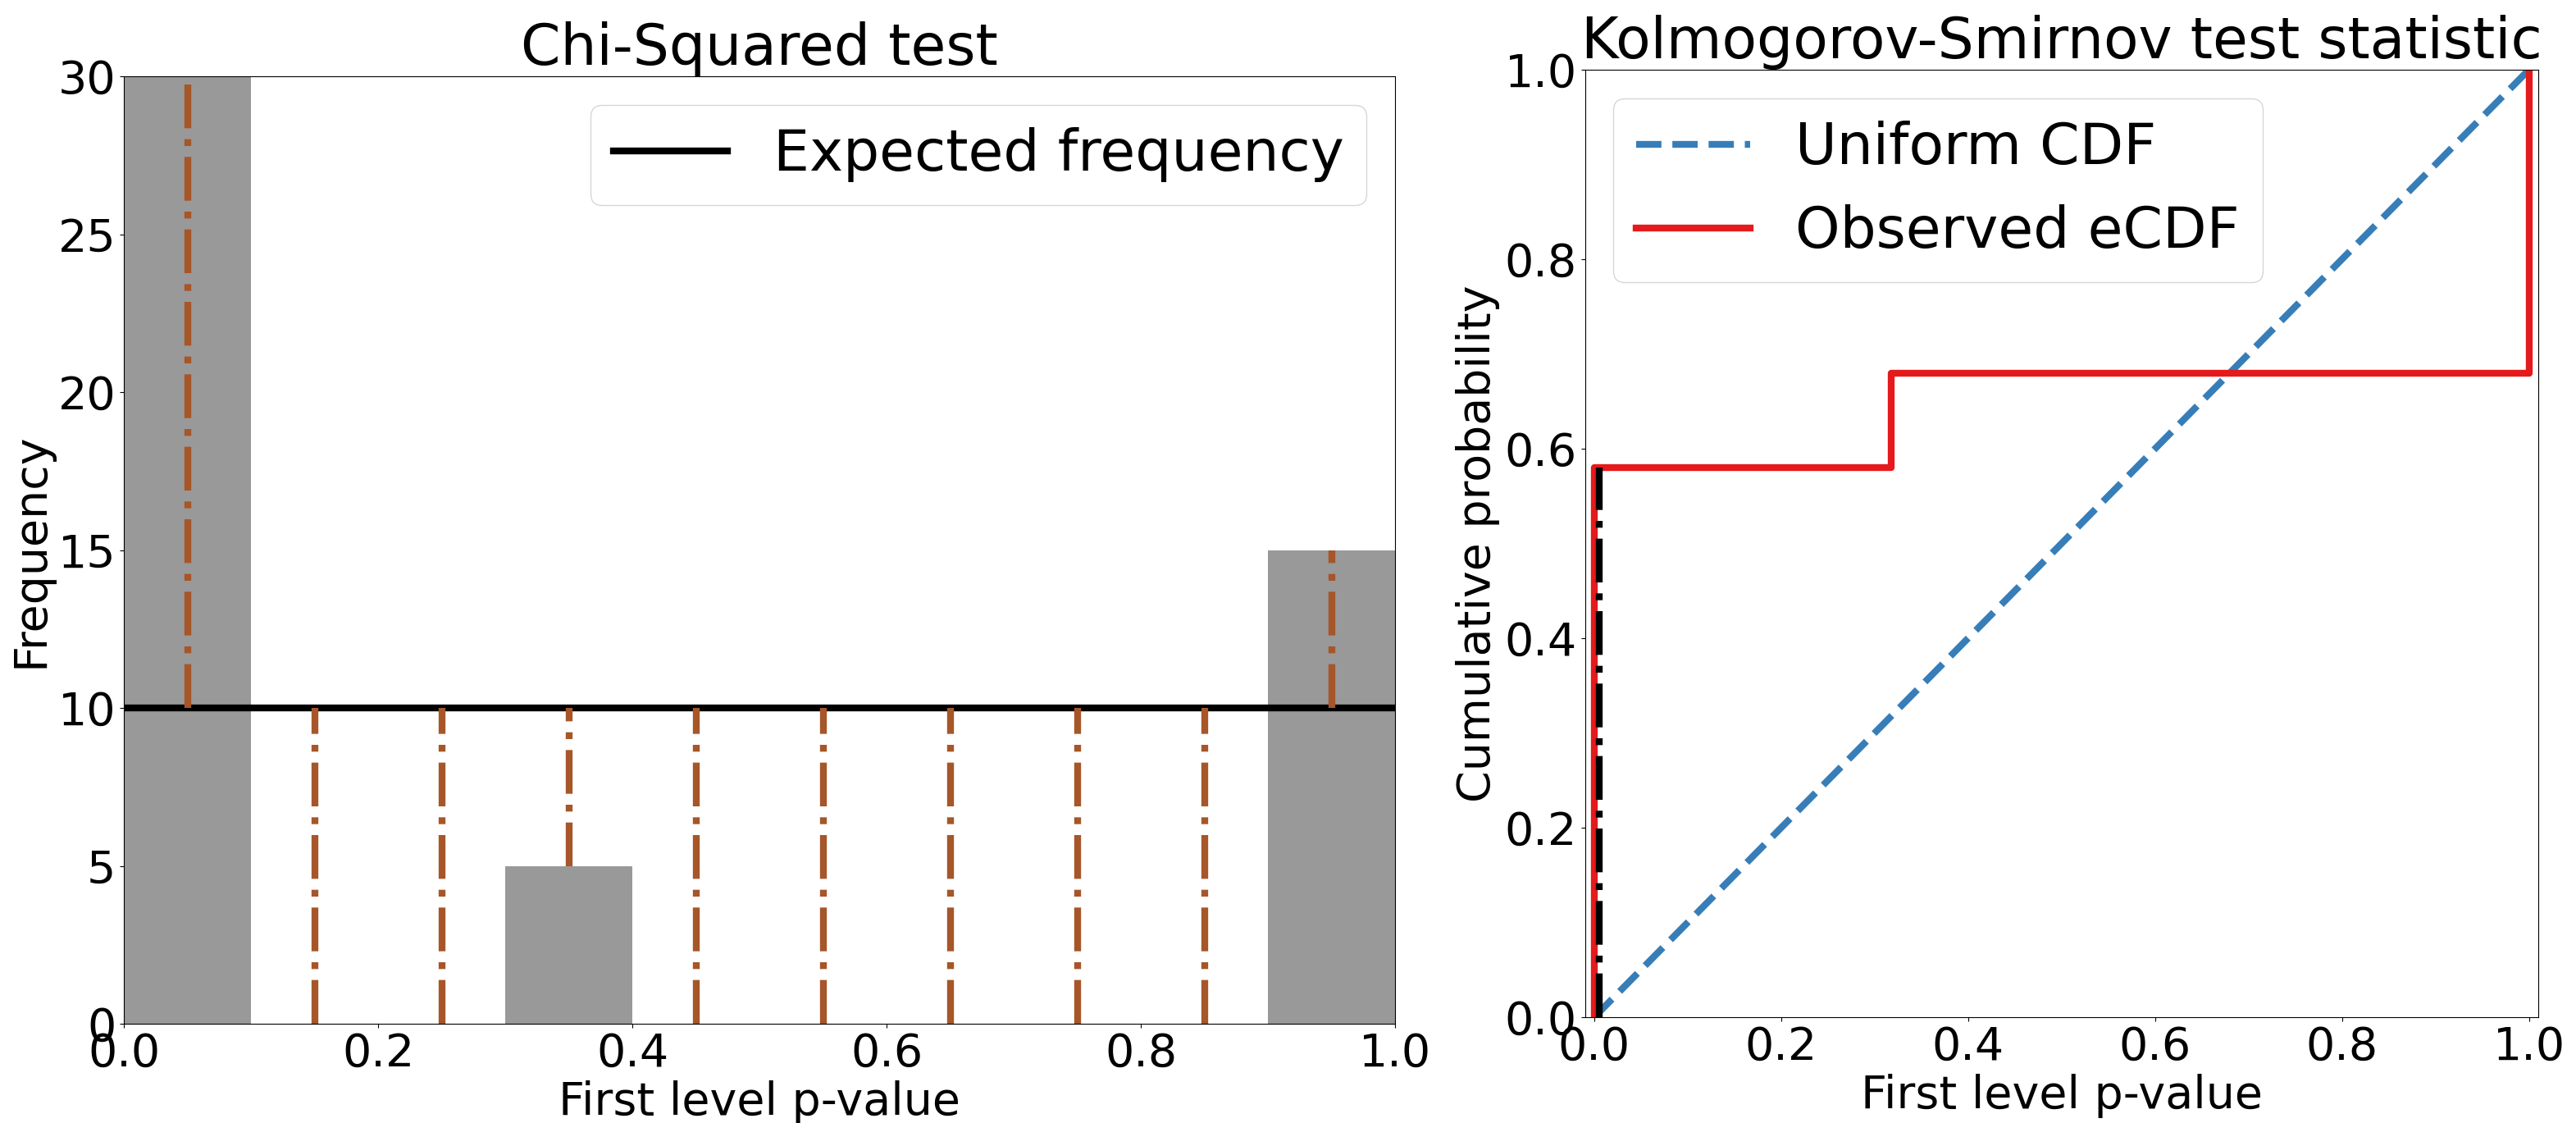 Chi-Squared test
30
25
20
15
10
5
0
Frequency
Expected frequency
0.0 0.2 0.4 0.6 0.8 1.0
First level p-value
Kolmogorov-Smirnov test statistic
1.0
0.8
0.6
0.4
0.2
0.0
Cumulative probability
Uniform CDF
Observed eCDF
0.0 0.2 0.4 0.6 0.8 1.0
First level p-value